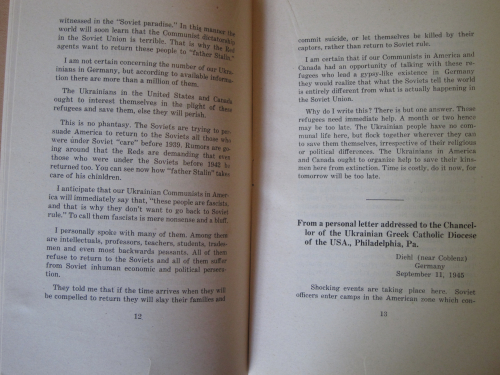 witnessed in the "Soviet paradise." In this manner the
world will soon learn that the Communist dictatorship
in the Soviet Union is terrible. That is why the Red
agents want to return these people to "father Stalin."
I am not certain concerning the number of our Ukra-
inians in Germany, but according to available informa-
tion there are more than a million of them.
The Ukrainians in the United States and Canada
ought to interest themselves in the plight of these
refugees and save them, else they will perish.
This is no phantasy. The Soviets are trying to per-
suade America to return to the Soviets all those who
were under Soviet "care" before 1939. Rumors are go-
ing around that the Reds are demanding that even
those who were under the Soviets before 1942 be
returned too. You can see now how "father Stalin" takes
care of his chieldren.
I anticipate that our Ukrainian Communists in Amer-
ica will immediately say, that "these people are fascists,
and that is why they don't want to go back to Soviet
rule." To call them fascists is mere nonsense and a bluff.
I personally spoke with many of them. Among them
are intellectuals, professors, teachers, students, trades-
men and even most backwards peasants. All of them
refuse to return to the Soviets and all of them suffer
from Soviet inhuman economic and political persecu-
tion.
They told me that if the time arrives when they will
be compelled to return they will slay their families and
12
commit suicide, or let themselves be killed by their
captors, rather than return to Soviet rule.
I am certain that if our Communists in America and
Canada had an opportunity of talking with these re-
fugees who lead a gypsy-like existence in Germany
they would realize that what the Soviets tell the world
is entirely different from what is actually happening in
the Soviet Union.
Why do I write this? There is but one answer. Those
refugees need immediate help. A month or two hence
may be too late. The Ukrainian people have no com-
munal life here, but flock together wherever they can
to save themselves, irrespective of their religious
or political differences. The Ukrainians in America
and Canada ought to organize to help save their kins-
men here from extinction. Time is costly, do it now, for
tomorrow will be too late.
From a personal letter addressed to the Chancel-
lor of the Ukrainian Greek Catholic Diocese
of the USA., Philadelphia, Pa.
Diehl (near Coblenz)
Germany
September 11, 1945
Shocking events are taking place here. Soviet
officers enter camps in the American zone which con-
13